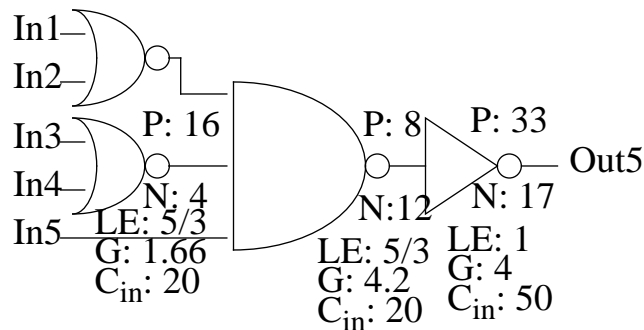 In1
In2
P: 16
P: 8
P: 33
In3
Out5
In4
N: 4
N:12
N: 17
In5
LE: 5/3
G: 1.66
Cin: 20
LE: 5/3
G: 4.2
Cin: 20
LE: 1
G: 4
Cin: 50